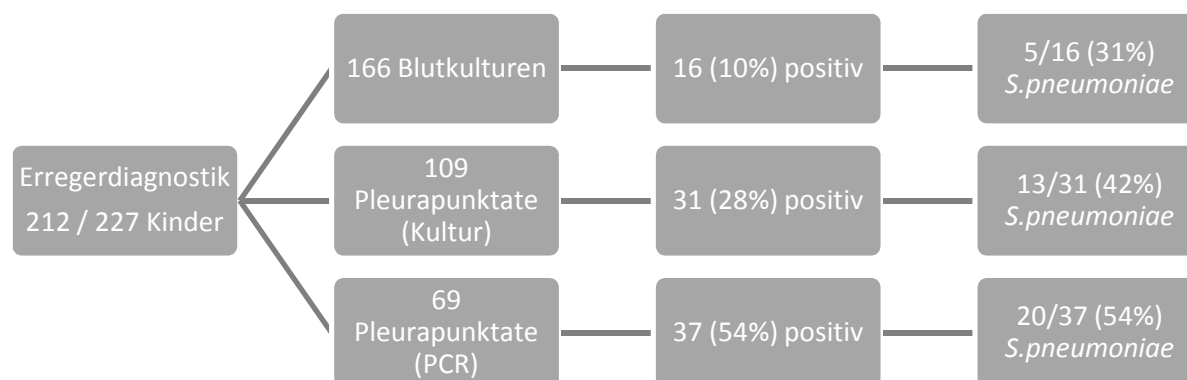 Erregerdiagnostik
212 / 227 Kinder
166 Blutkulturen
16 (10%) positiv
5/16 (31%)
S.pneumoniae
109
Pleurapunktate
(Kultur)
31 (28%) positiv
13/31 (42%)
S.pneumoniae
69
Pleurapunktate
(PCR)
37 (54%) positiv
20/37 (54%)
S.pneumoniae